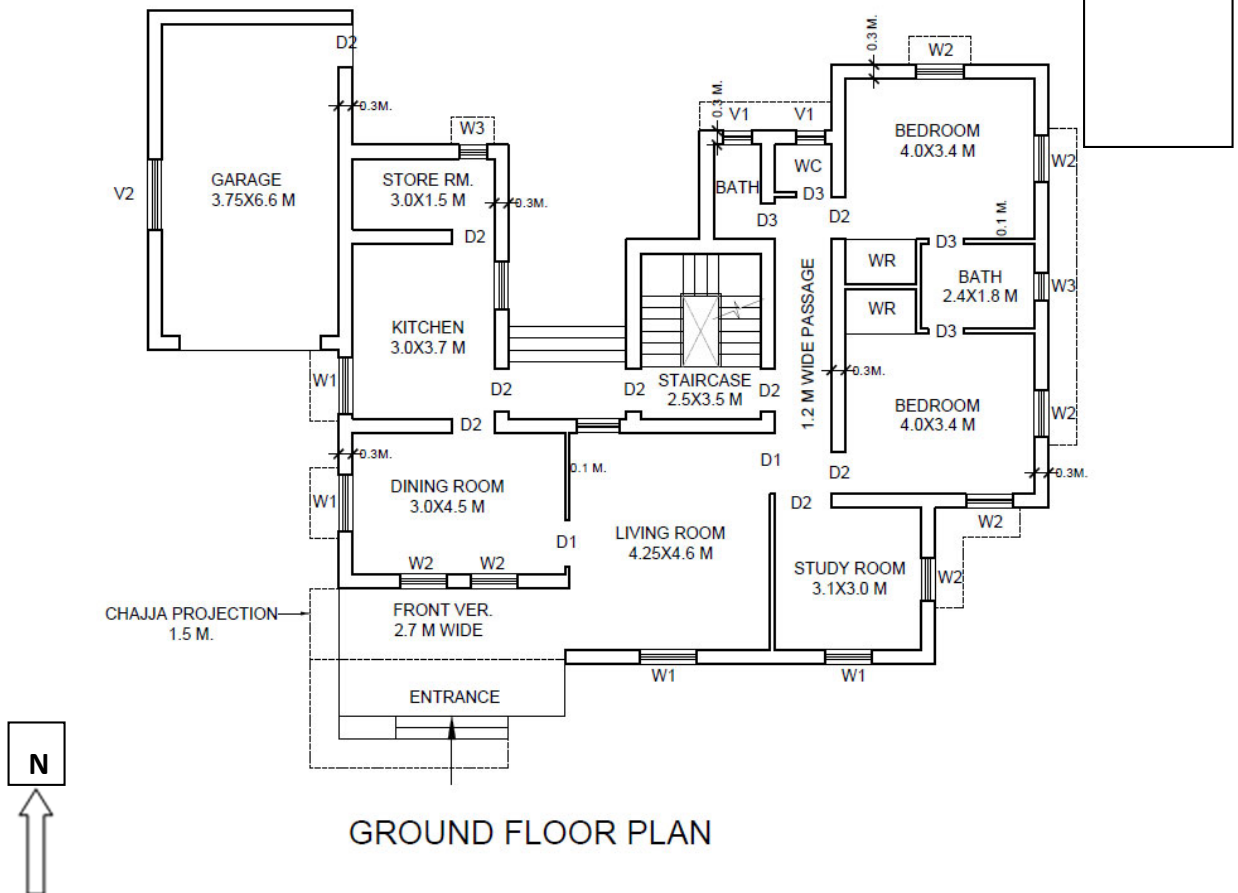 D2
0.3M.
W2
0.3 M.
0.3 M.
V1
V1
W3
BEDROOM
4.0X3.4 M
W2
GARAGE
3.75X6.6 M
V2
STORE RM.
3.0X1.5 M
0.3M.
D2
BATH
WC
D3
D3
D2
0.1 M.
D3
WR
BATH
2.4X1.8 M
W3
WR
D3
KITCHEN
3.0X3.7 M
1.2 M WIDE PASSAGE
W1
D2
D2
STAIRCASE
2.5X3.5 M
D2
0.3M.
BEDROOM
4.0X3.4 M
W2
D2
0.3M.
0.1 M.
D1
D2
0.3M.
W1
DINING ROOM
3.0X4.5 M
D1
LIVING ROOM
4.25X4.6 M
D2
W2
W2
W2
STUDY ROOM
3.1X3.0 M
W2
CHAJJA PROJECTION
1.5 M.
FRONT VER.
2.7 M WIDE
W1
W1
ENTRANCE
N
GROUND FLOOR PLAN